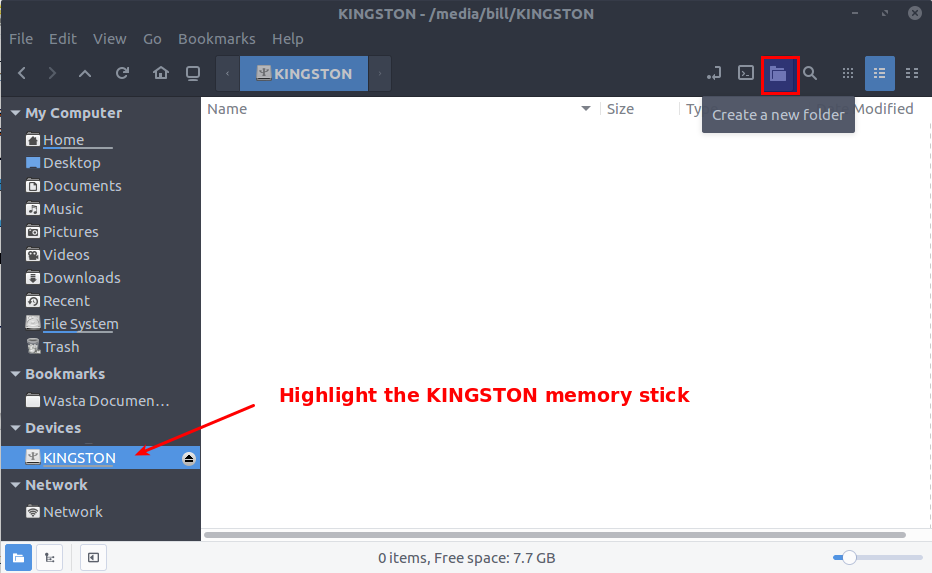 KINGSTON - /media/bill/KINGSTON
File Edit View Go Bookmarks Help
KINGSTON
Name Size Ty Modified
Create a new folder
My Computer
Home
Desktop
Documents
Music
Pictures
Videos
Downloads
Recent
File System
Trash
Bookmarks
Wasta Documen...
Highlight the KINGSTON memory stick
Devices
KINGSTON
Network
Network
0 items, Free space: 7.7 GB